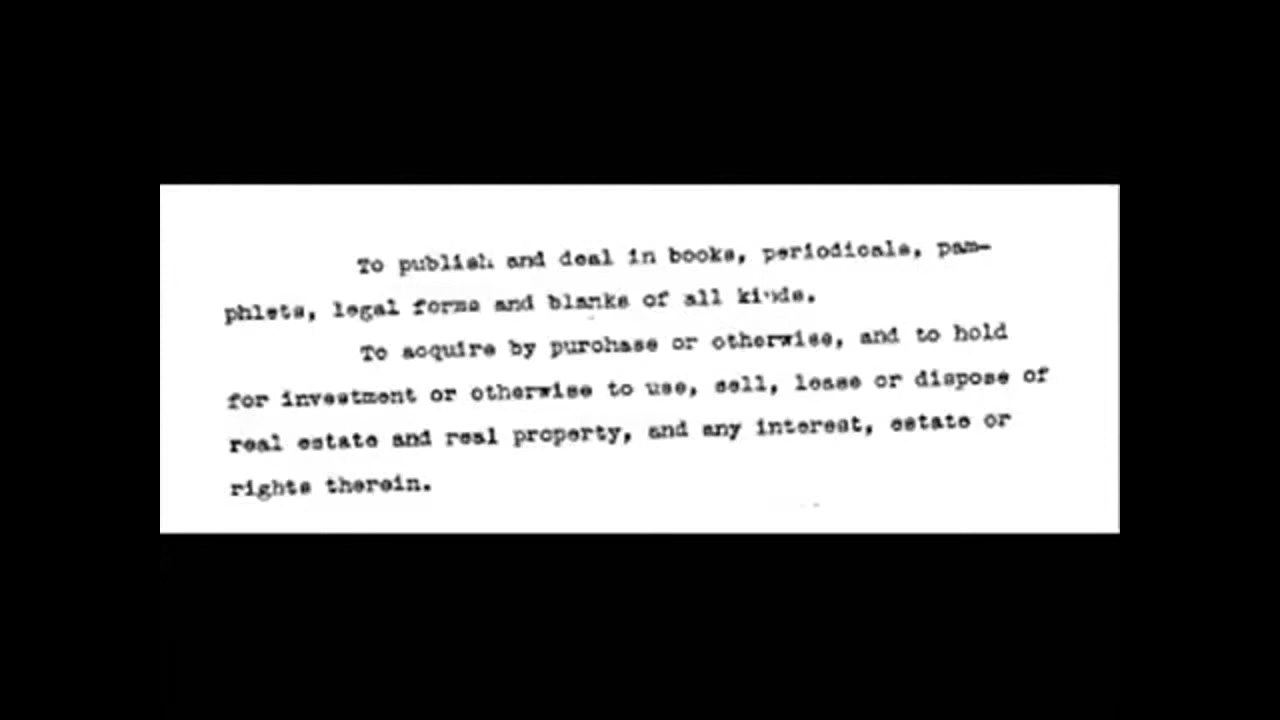 To publish and deal in books, periodicals, pam-
phlets, legal forms and blanks of all kinds.
To acquire by purchase or otherwise, and to hold
for investment or otherwise to use, sell, lease or dispose of
real estate and real property, and any interest, estate or
rights therein.